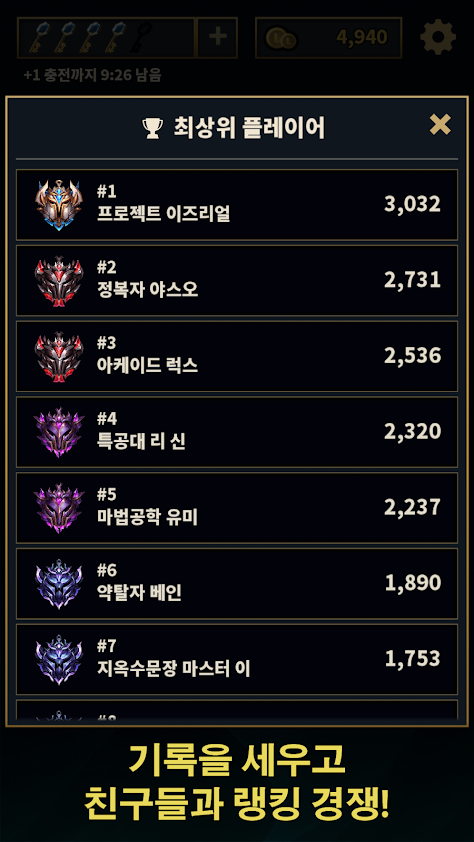 +
4,940
+1 충전까지 9:26 남음
최상위 플레이어
#1
프로젝트 이즈리얼
3,032
#2
정복자 야스오
2,731
#3
아케이드 럭스
2,536
#4
특공대 리 신
2,320
#5
마법공학 유미
2,237
#6
약탈자 베인
1,890
#7
지옥수문장 마스터 이
1,753
기록을 세우고
친구들과 랭킹 경쟁!